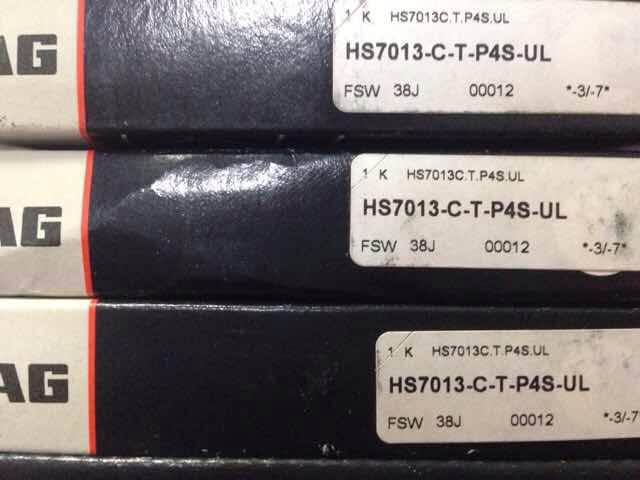 AG
1 K HS7013C.T.P4S.UL
HS7013-C-T-P4S-UL
FSW 38J 00012 *-3/-7*
AG
1 K HS7013C.T.P4S.UL
HS7013-C-T-P4S-UL
FSW 38J 00012 *-3/-7*
AG
1 K HS7013C.T.P4S.UL
HS7013-C-T-P4S-UL
FSW 38J 00012 *-3/-7